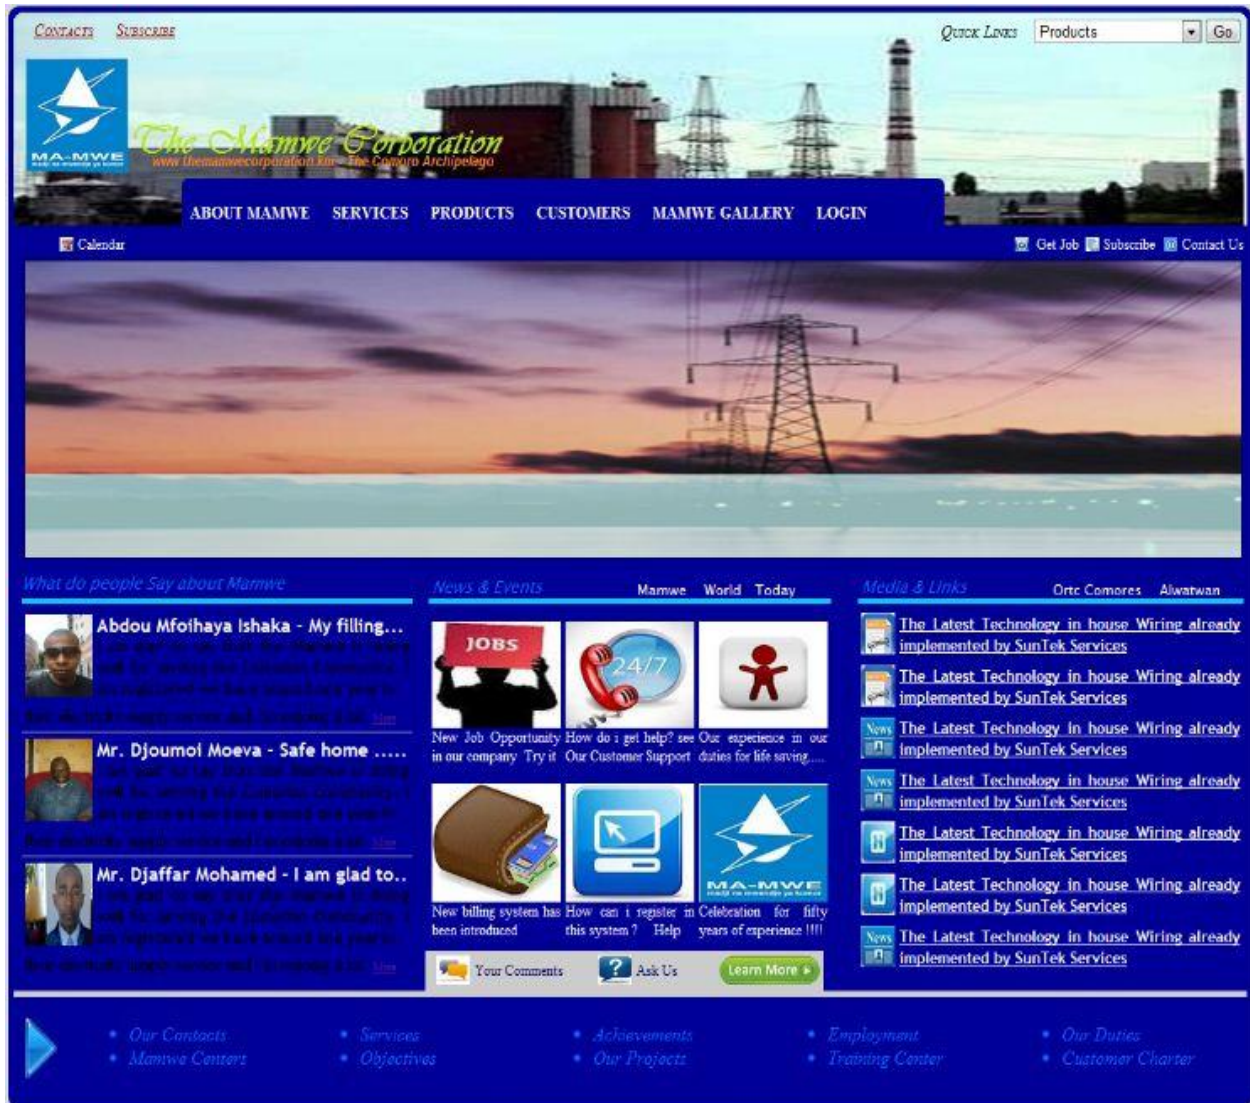 Contacts Subscribe
Quick Links Products Go
MA-MWE
The Mamwe Corporation
www.themamwecorporation.km - The Comoro Archipelago
ABOUT MAMWE SERVICES PRODUCTS CUSTOMERS MAMWE GALLERY LOGIN
Calendar
Get Job Subscribe Contact Us
What do people Say about Mamwe
Abdou Mfoihaya Ishaka - My filling...
More
Mr. Djoumoi Moeva - Safe home .....
More
Mr. Djaffar Mohamed - I am glad to..
More
News & Events Mamwe World Today
JOBS
24/7
New Job Opportunity
in our company Try it
How do i get help? see
Our Customer Support
Our experience in our
duties for life saving.....
MA-MWE
New billing system has
been introduced
How can i register in
this system ? Help
Celebration for fifty
years of experience !!!!
Your Comments Ask Us Learn More
Media & Links Ortc Comores Alwatwan
The Latest Technology in house Wiring already
implemented by SunTek Services
The Latest Technology in house Wiring already
implemented by SunTek Services
News
The Latest Technology in house Wiring already
implemented by SunTek Services
News
The Latest Technology in house Wiring already
implemented by SunTek Services
The Latest Technology in house Wiring already
implemented by SunTek Services
The Latest Technology in house Wiring already
implemented by SunTek Services
News
The Latest Technology in house Wiring already
implemented by SunTek Services
• Our Contacts • Services • Achievements • Employment • Our Duties
• Mamwe Centers • Objectives • Our Projects • Training Center • Customer Charter